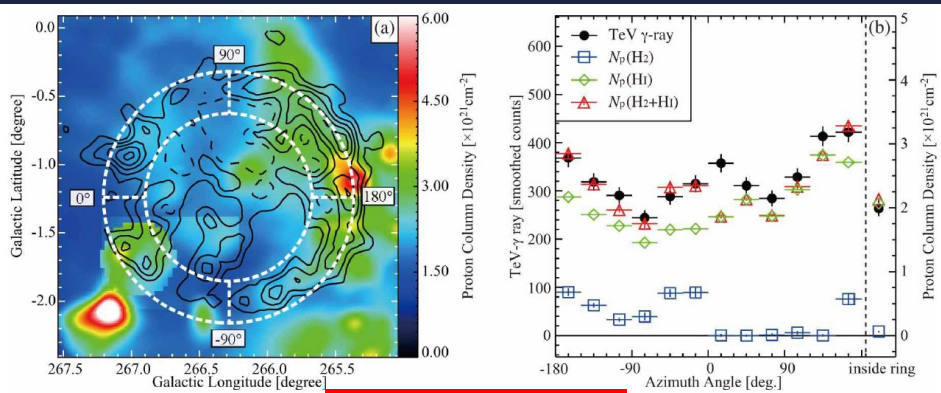 (a)
90°
0°
180°
-90°
0.0
-0.5
-1.0
-1.5
-2.0
Galactic Latitude [degree]
267.5
267.0
266.5
266.0
265.5
Galactic Longitude [degree]
6.00
4.50
3.00
1.50
0.00
Proton Column Density [×10²¹cm⁻²]
(b)
TeV γ-ray
Np(H2)
Np(HI)
Np(H2+HI)
600
500
400
300
200
100
0
TeV-γ ray [smoothed counts]
-180
-90
0
90
inside ring
Azimuth Angle [deg.]
5
4
3
2
1
0
Proton Column Density [×10²¹cm⁻²]